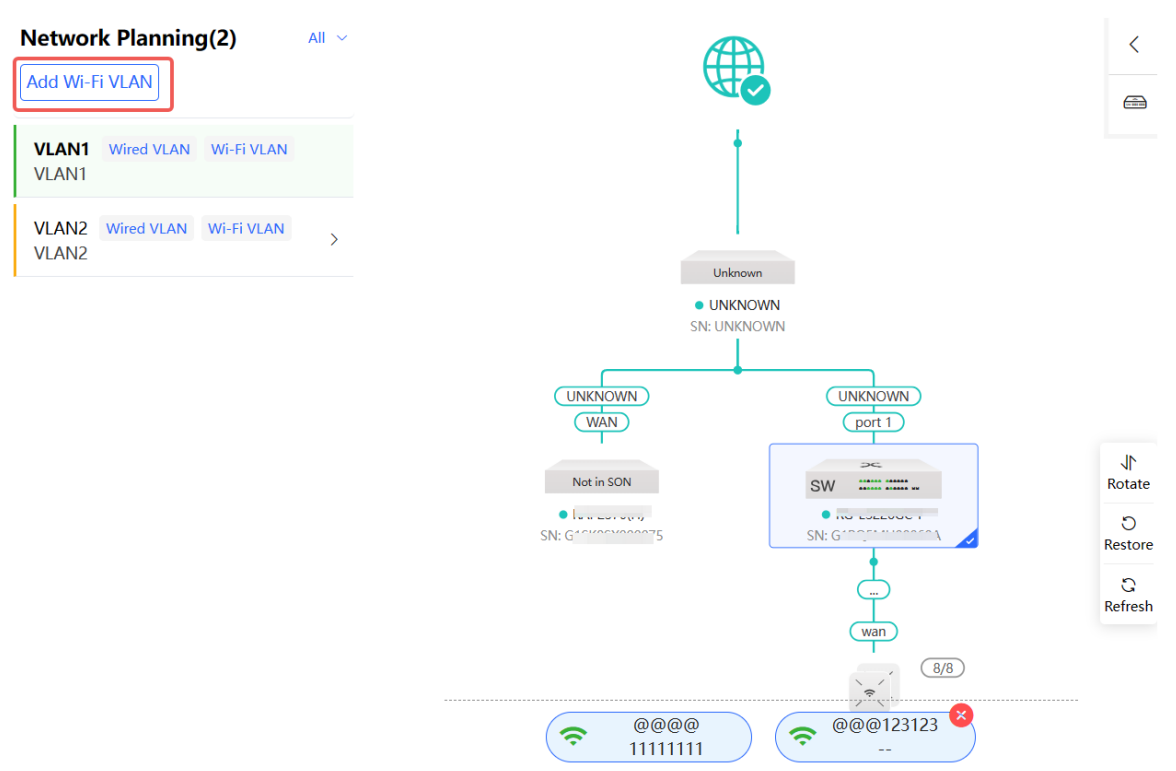 Network Planning(2)
All
Add Wi-Fi VLAN
VLAN1 Wired VLAN Wi-Fi VLAN
VLAN1
VLAN2 Wired VLAN Wi-Fi VLAN
VLAN2
Unknown
UNKNOWN
SN: UNKNOWN
UNKNOWN
WAN
UNKNOWN
port 1
Not in SON
SN:
SW
SN:
...
wan
8/8
@@@@
11111111
@@@123123
--
Rotate
Restore
Refresh